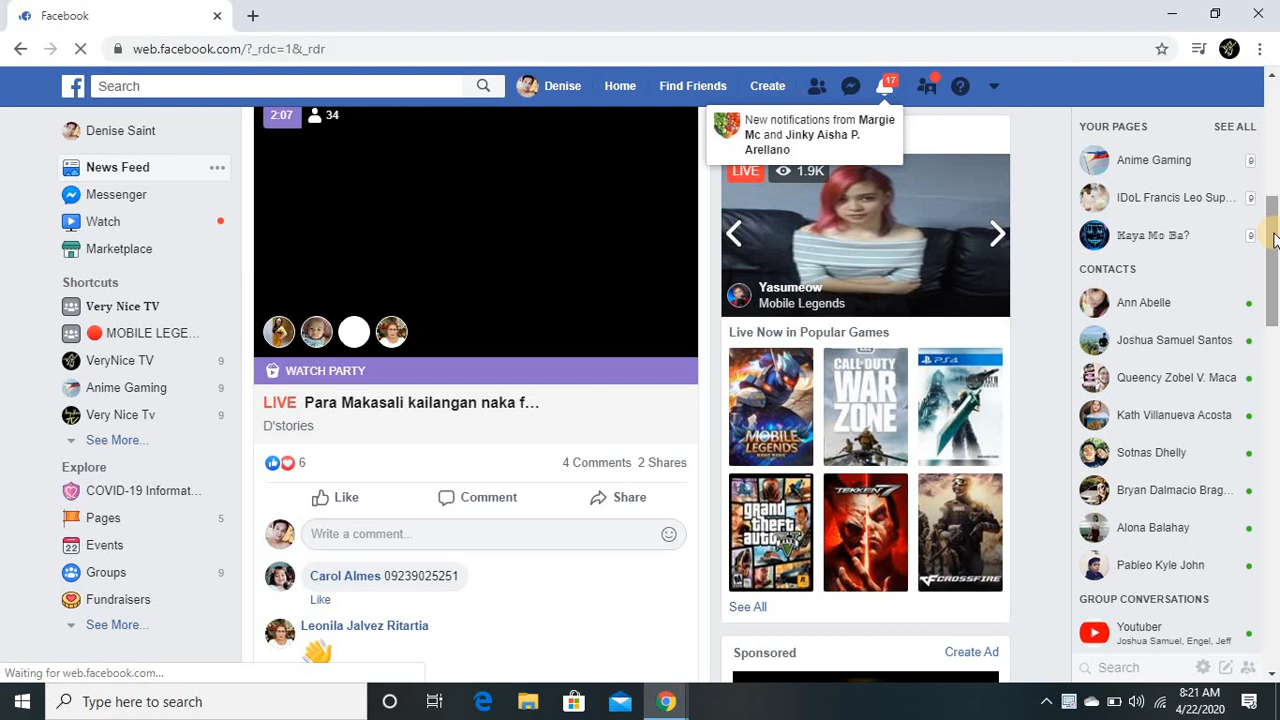 Facebook
web.facebook.com/?_rdc=1&_rdr
Search
Denise
Home
Find Friends
Create
17
New notifications from Margie
Mc and Jinky Aisha P.
Arellano
Denise Saint
News Feed
Messenger
Watch
Marketplace
Shortcuts
Very Nice TV
MOBILE LEGE...
VeryNice TV 9
Anime Gaming 9
Very Nice Tv 9
See More...
Explore
COVID-19 Informat...
Pages 5
22 Events
Groups 9
Fundraisers
See More...
2:07 34
WATCH PARTY
LIVE Para Makasali kailangan naka f...
D'stories
6
4 Comments 2 Shares
Like Comment Share
Write a comment...
Carol Almes 09239025251
Like
Leonila Jalvez Ritartia
LIVE 1.9K
Yasumeow
Mobile Legends
Live Now in Popular Games
MOBILE
LEGENDS
CALL OF DUTY
WAR
ZONE
PS4
grand
theft
auto V
TEKKEN 7
CROSSFIRE
See All
Sponsored Create Ad
YOUR PAGES SEE ALL
Anime Gaming 9
IDoL Francis Leo Sup... 9
Kaya Mo Ba? 9
CONTACTS
Ann Abelle
Joshua Samuel Santos
Queency Zobel V. Maca
Kath Villanueva Acosta
Sotnas Dhelly
Bryan Dalmacio Brag...
Alona Balahay
Pableo Kyle John
GROUP CONVERSATIONS
Youtuber
Joshua Samuel, Engel, Jeff
Search
Waiting for web.facebook.com...
Type here to search
8:21 AM
4/22/2020